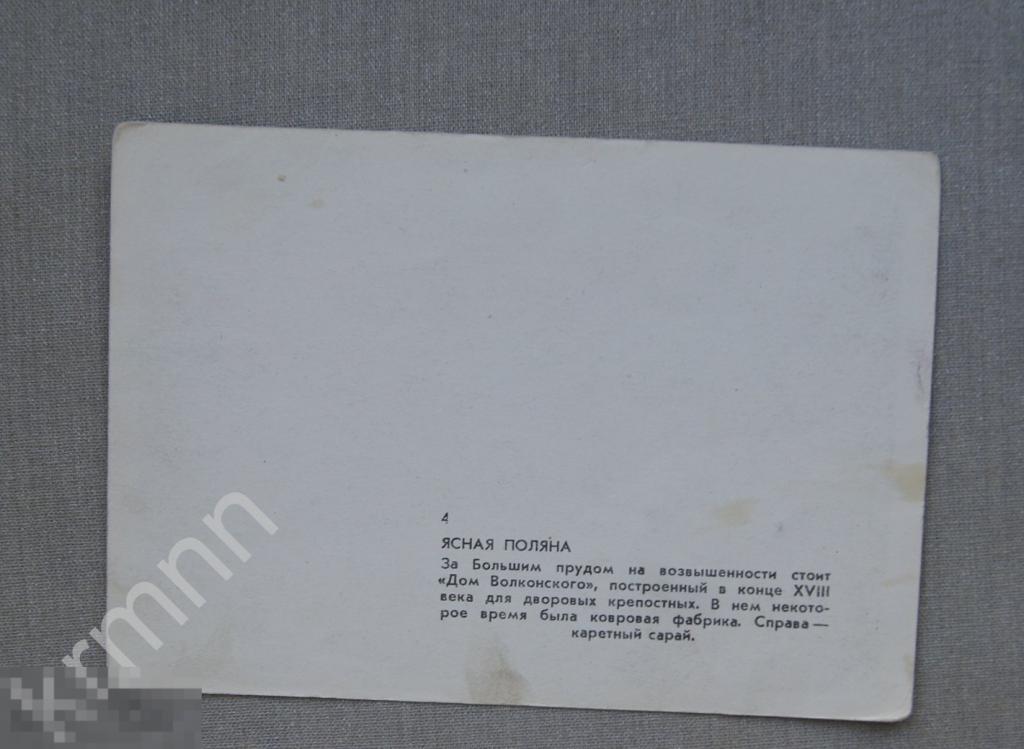 4
ЯСНАЯ ПОЛЯНА
За Большим прудом на возвышенности стоит
«Дом Волконского», построенный в конце XVIII
века для дворовых крепостных. В нем некото-
рое время была ковровая фабрика. Справа —
каретный сарай.
krmnn